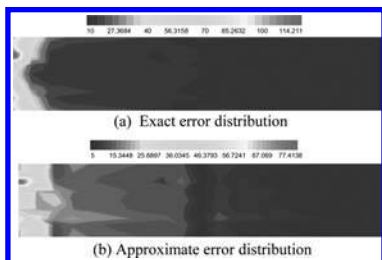 10 27.3684 40 56.3158 70 85.2632 100 114.211
(a) Exact error distribution
5 15.3448 25.6897 36.0345 46.3793 56.7241 67.069 77.4138
(b) Approximate error distribution